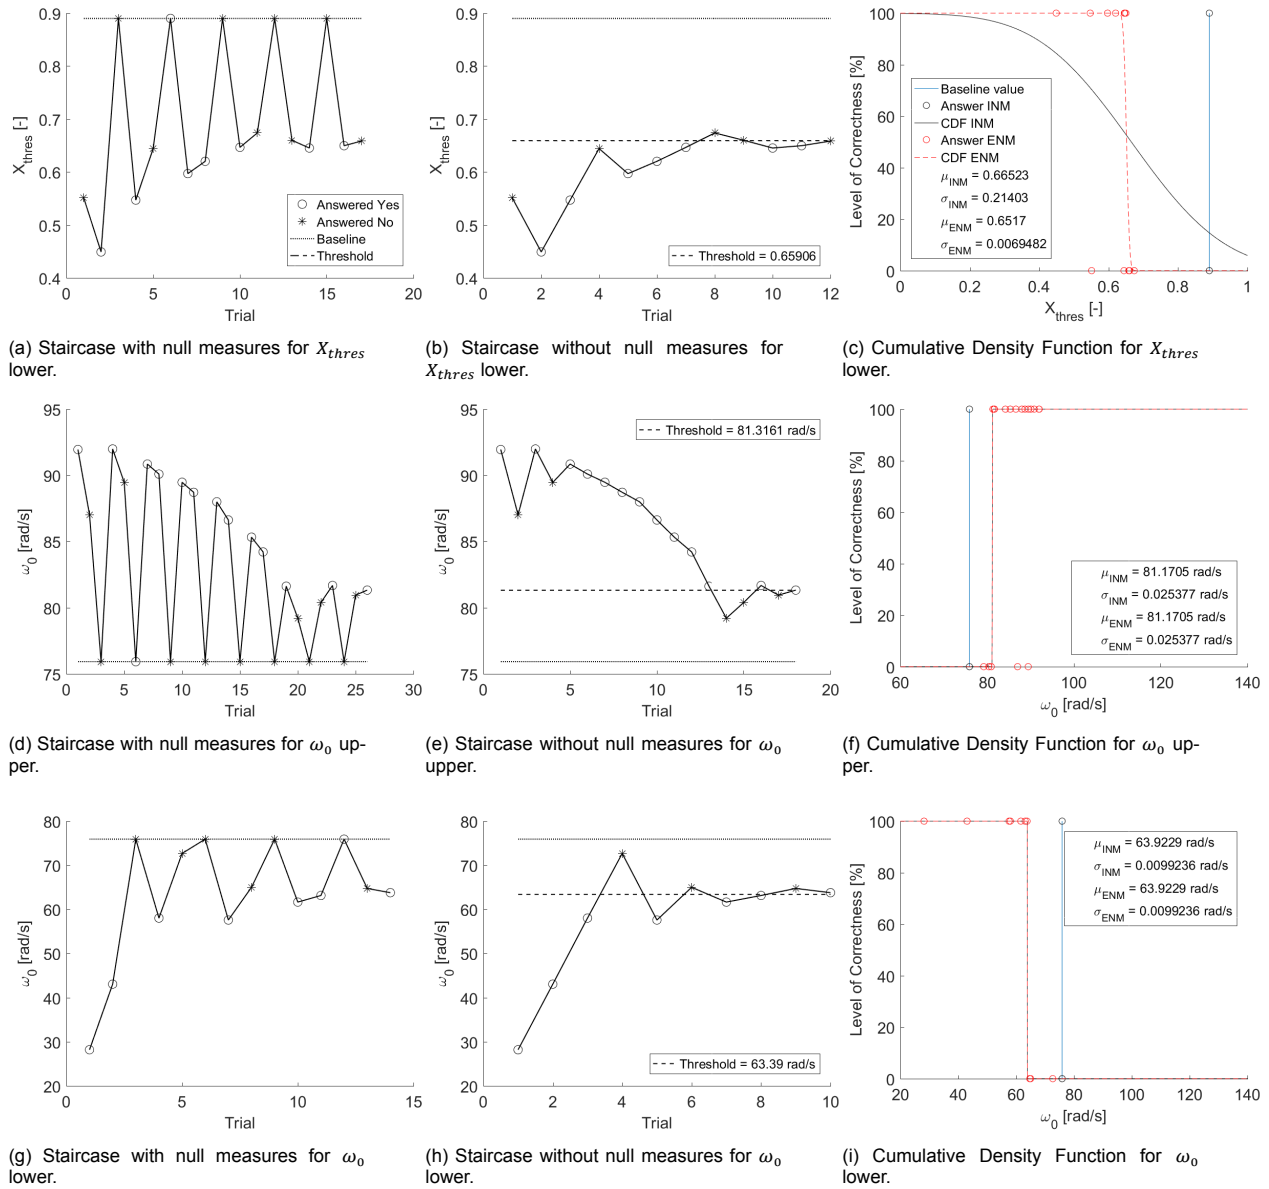 0.9
0.8
0.7
0.6
0.5
0.4
X_thres [-]
0
5
10
15
20
Trial
Answered Yes
Answered No
Baseline
Threshold
0.9
0.8
0.7
0.6
0.5
0.4
X_thres [-]
0
2
4
6
8
10
12
Trial
Threshold = 0.65906
100
80
60
40
20
0
Level of Correctness [%]
0
0.2
0.4
0.6
0.8
1
X_thres [-]
Baseline value
Answer INM
CDF INM
Answer ENM
CDF ENM
μ_INM = 0.66523
σ_INM = 0.21403
μ_ENM = 0.6517
σ_ENM = 0.0069482
(a) Staircase with null measures for X_thres
lower.
(b) Staircase without null measures for
X_thres lower.
(c) Cumulative Density Function for X_thres
lower.
95
90
85
80
75
ω_0 [rad/s]
0
5
10
15
20
25
30
Trial
95
90
85
80
75
ω_0 [rad/s]
0
5
10
15
20
Trial
Threshold = 81.3161 rad/s
100
80
60
40
20
0
Level of Correctness [%]
60
80
100
120
140
ω_0 [rad/s]
μ_INM = 81.1705 rad/s
σ_INM = 0.025377 rad/s
μ_ENM = 81.1705 rad/s
σ_ENM = 0.025377 rad/s
(d) Staircase with null measures for ω_0 up-
per.
(e) Staircase without null measures for ω_0
upper.
(f) Cumulative Density Function for ω_0 up-
per.
80
70
60
50
40
30
20
ω_0 [rad/s]
0
5
10
15
Trial
80
70
60
50
40
30
20
ω_0 [rad/s]
0
2
4
6
8
10
Trial
Threshold = 63.39 rad/s
100
80
60
40
20
0
Level of Correctness [%]
20
40
60
80
100
120
140
ω_0 [rad/s]
μ_INM = 63.9229 rad/s
σ_INM = 0.0099236 rad/s
μ_ENM = 63.9229 rad/s
σ_ENM = 0.0099236 rad/s
(g) Staircase with null measures for ω_0
lower.
(h) Staircase without null measures for ω_0
lower.
(i) Cumulative Density Function for ω_0
lower.